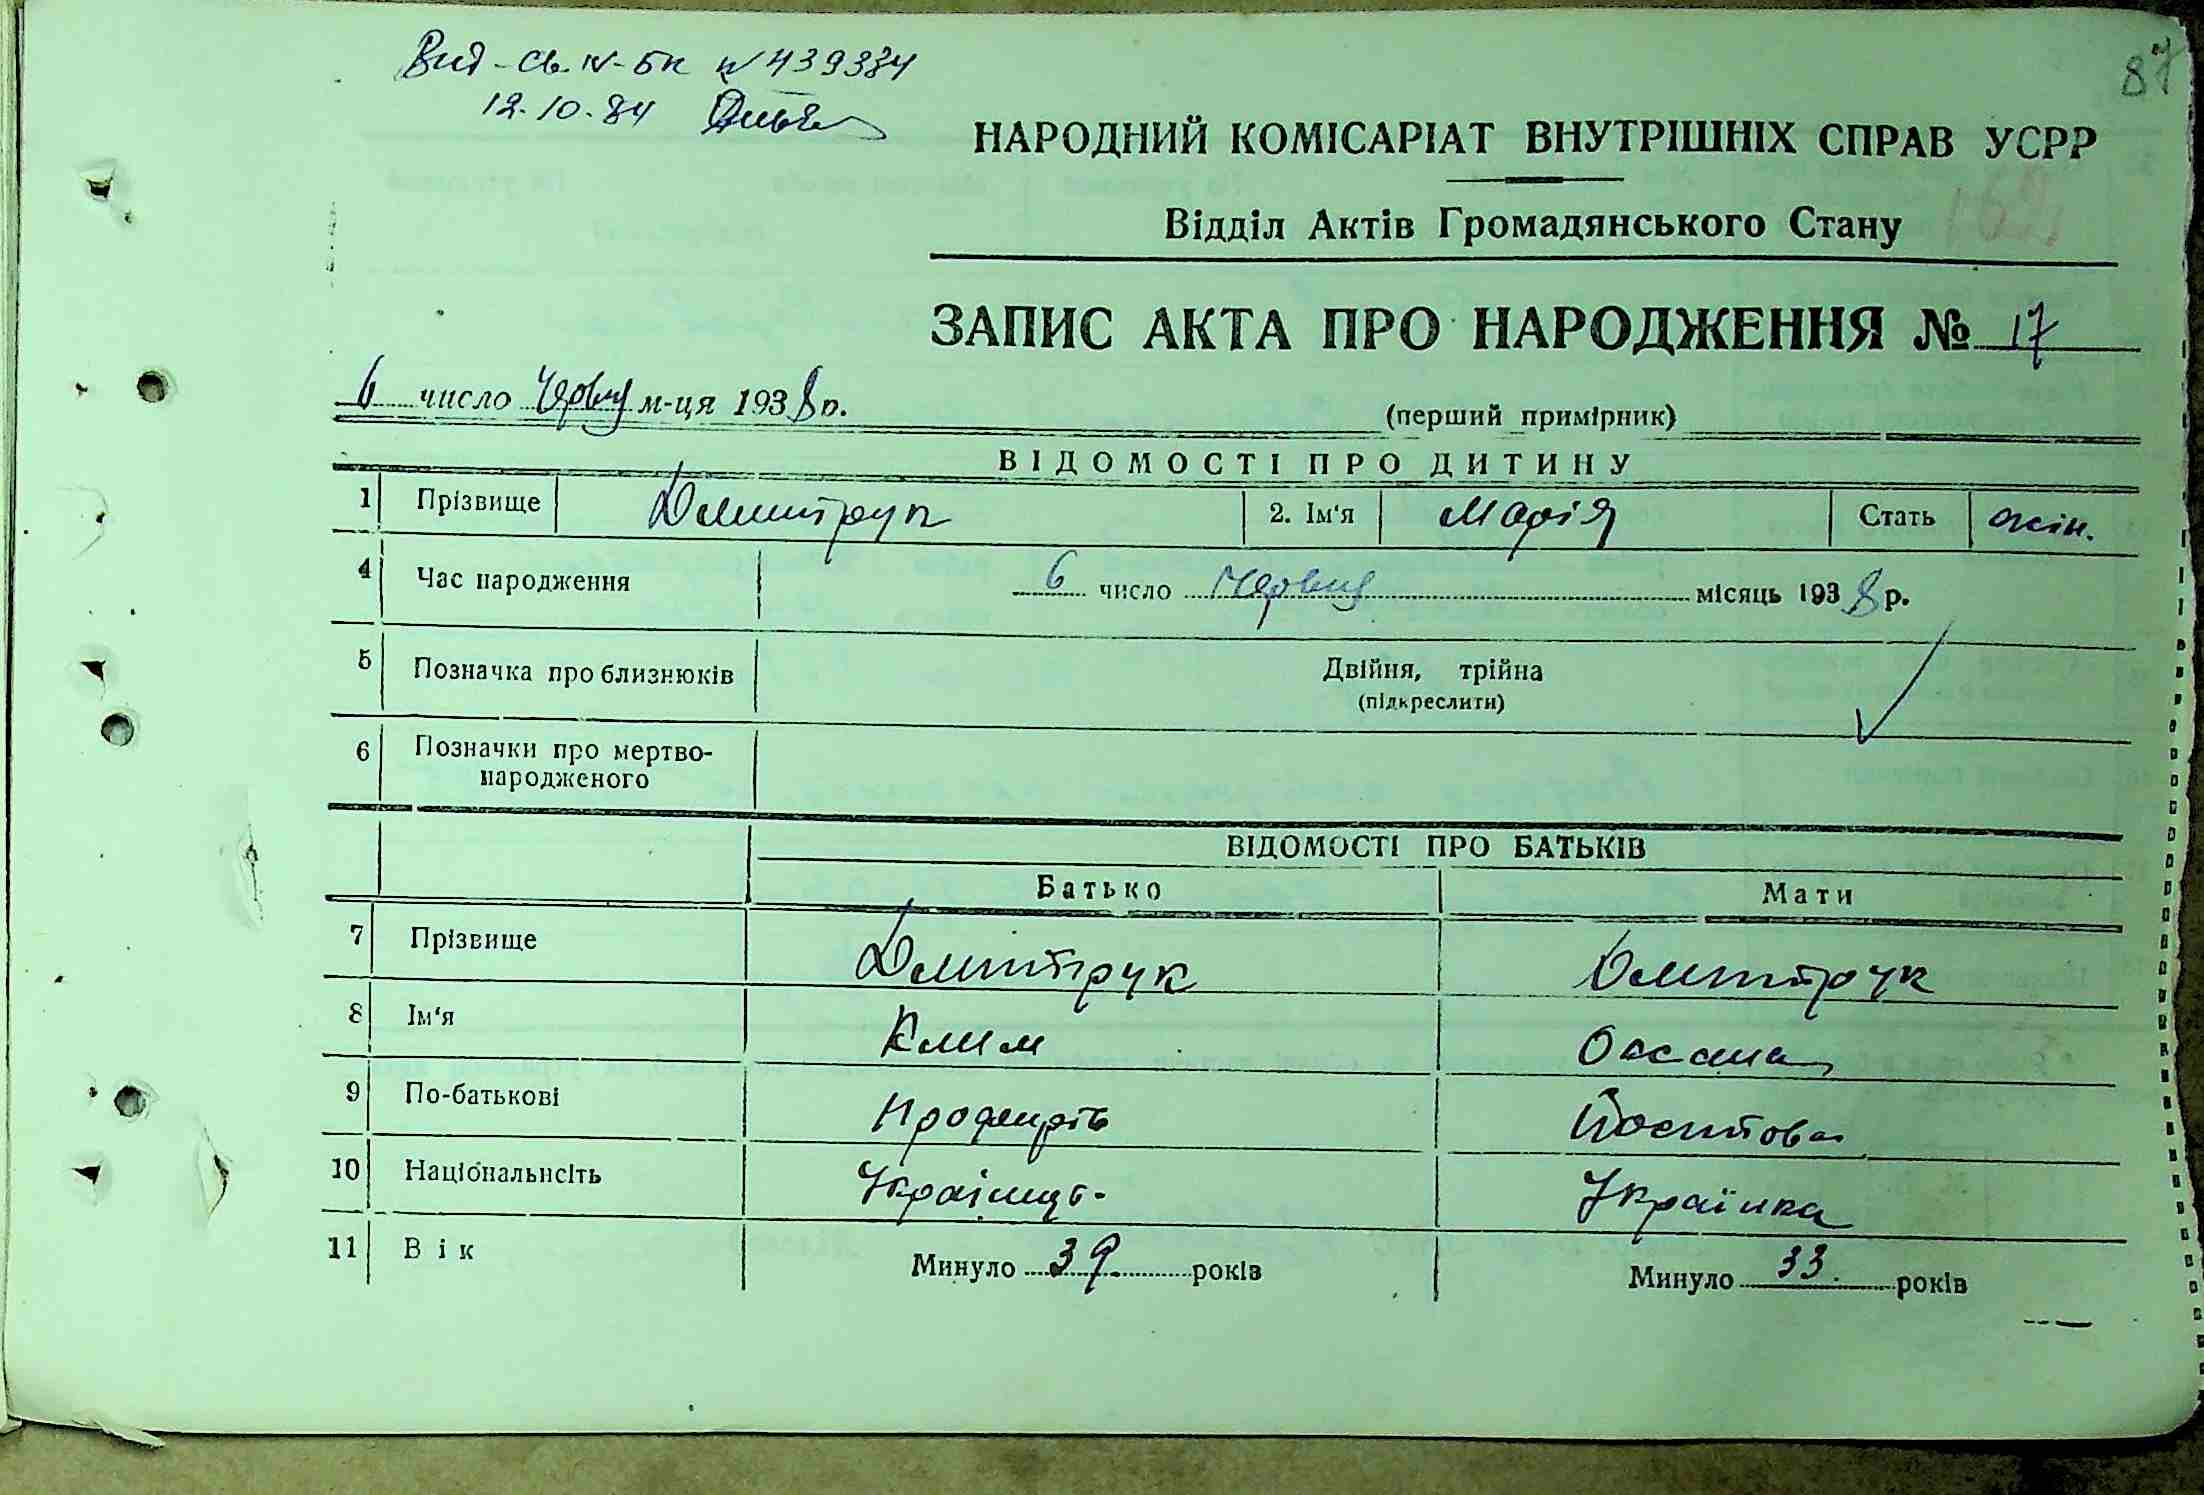 Вид-св. IV-БК № 439384
12.10.84
87
НАРОДНИЙ КОМІСАРІАТ ВНУТРІШНІХ СПРАВ УСРР
Відділ Актів Громадянського Стану
ЗАПИС АКТА ПРО НАРОДЖЕННЯ № 17
6 число Червня м-ця 1938 р.
(перший примірник)
ВІДОМОСТІ ПРО ДИТИНУ
1 Прізвище Дмитрук 2. Ім'я Марія Стать жін.
4 Час народження 6 число Червня місяць 1938 р.
5 Позначка про близнюків Двійня, трійна
(підкреслити)
6 Позначки про мертво-
народженого
ВІДОМОСТІ ПРО БАТЬКІВ
Батько Мати
7 Прізвище Дмитрук Дмитрук
8 Ім'я Клим Оксана
9 По-батькові
10 Національність Українець Українка
11 Вік Минуло 39 років Минуло 33 років